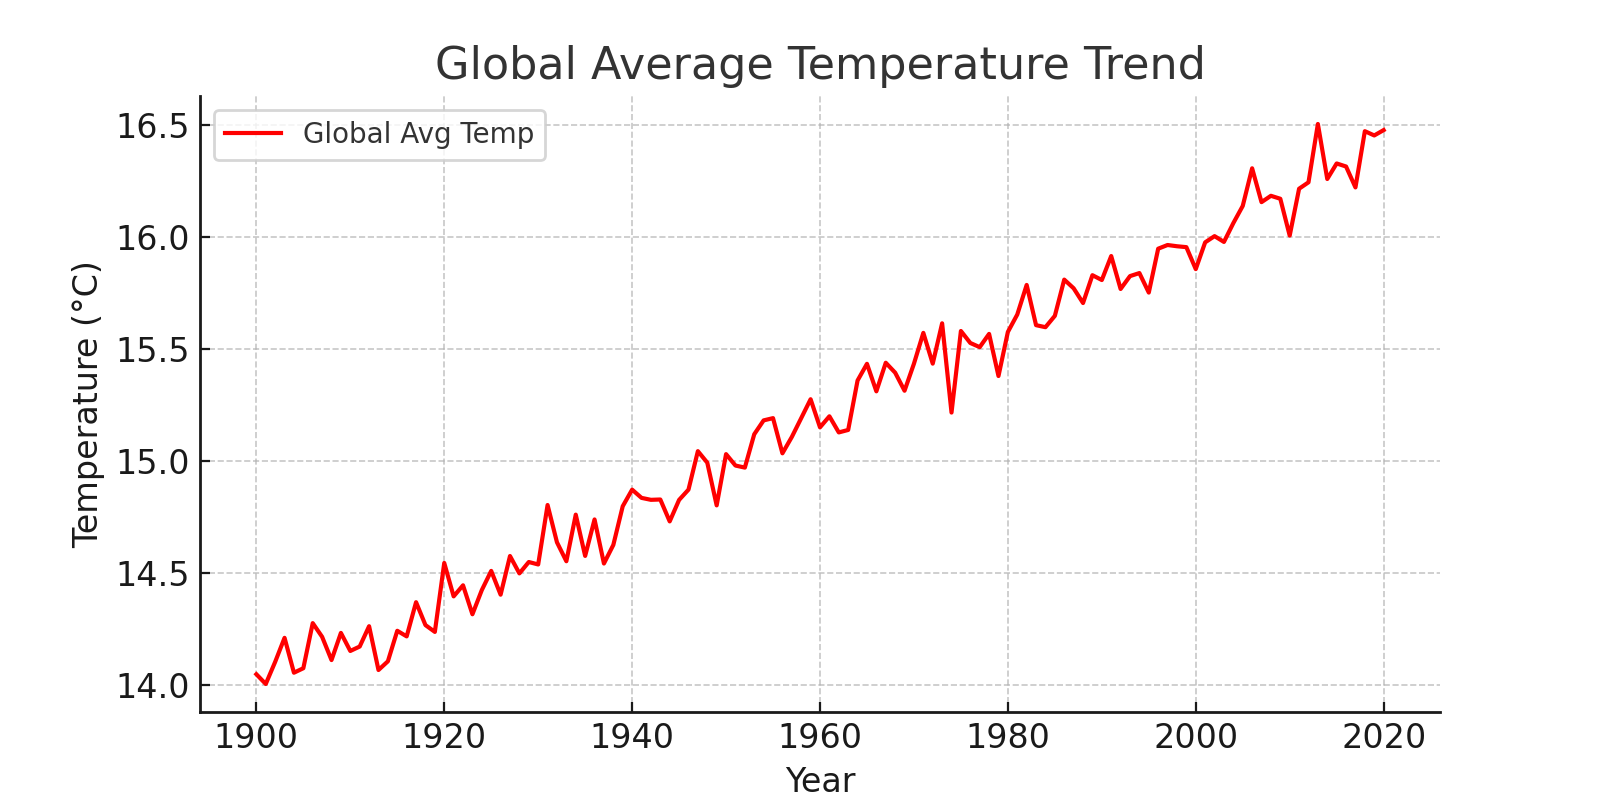 Global Average Temperature Trend
Global Avg Temp
16.5
16.0
15.5
15.0
14.5
14.0
Temperature (°C)
1900 1920 1940 1960 1980 2000 2020
Year